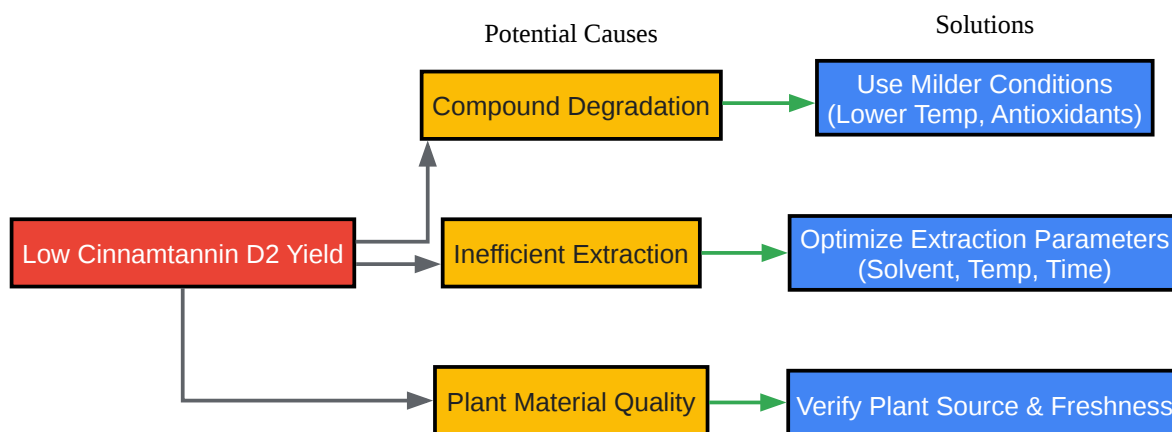 Potential Causes
Solutions
Compound Degradation
Use Milder Conditions
(Lower Temp, Antioxidants)
Low Cinnamtannin D2 Yield
Inefficient Extraction
Optimize Extraction Parameters
(Solvent, Temp, Time)
Plant Material Quality
Verify Plant Source & Freshness